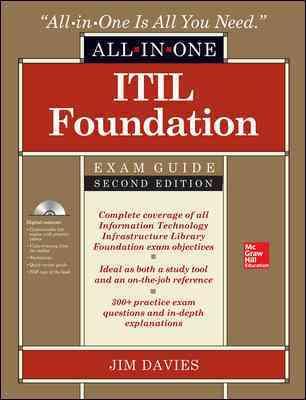 "All-in-One Is All You Need."
ALL-IN-ONE
ITIL
Foundation
EXAM GUIDE
SECOND EDITION
Digital content:
Complete coverage of all
Information Technology
Infrastructure Library
Foundation exam objectives
Ideal as both a study tool
and an on-the-job reference
300+ practice exam
questions and in-depth
explanations
Mc
Graw
Hill
Education
JIM DAVIES